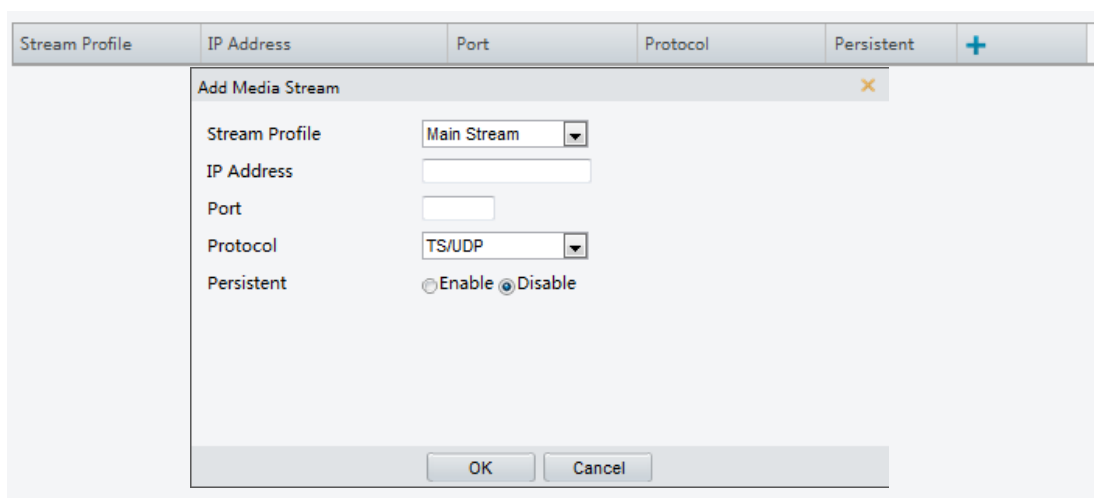 Stream Profile IP Address Port Protocol Persistent
Add Media Stream
Stream Profile Main Stream
IP Address
Port
Protocol TS/UDP
Persistent Enable Disable
OK Cancel